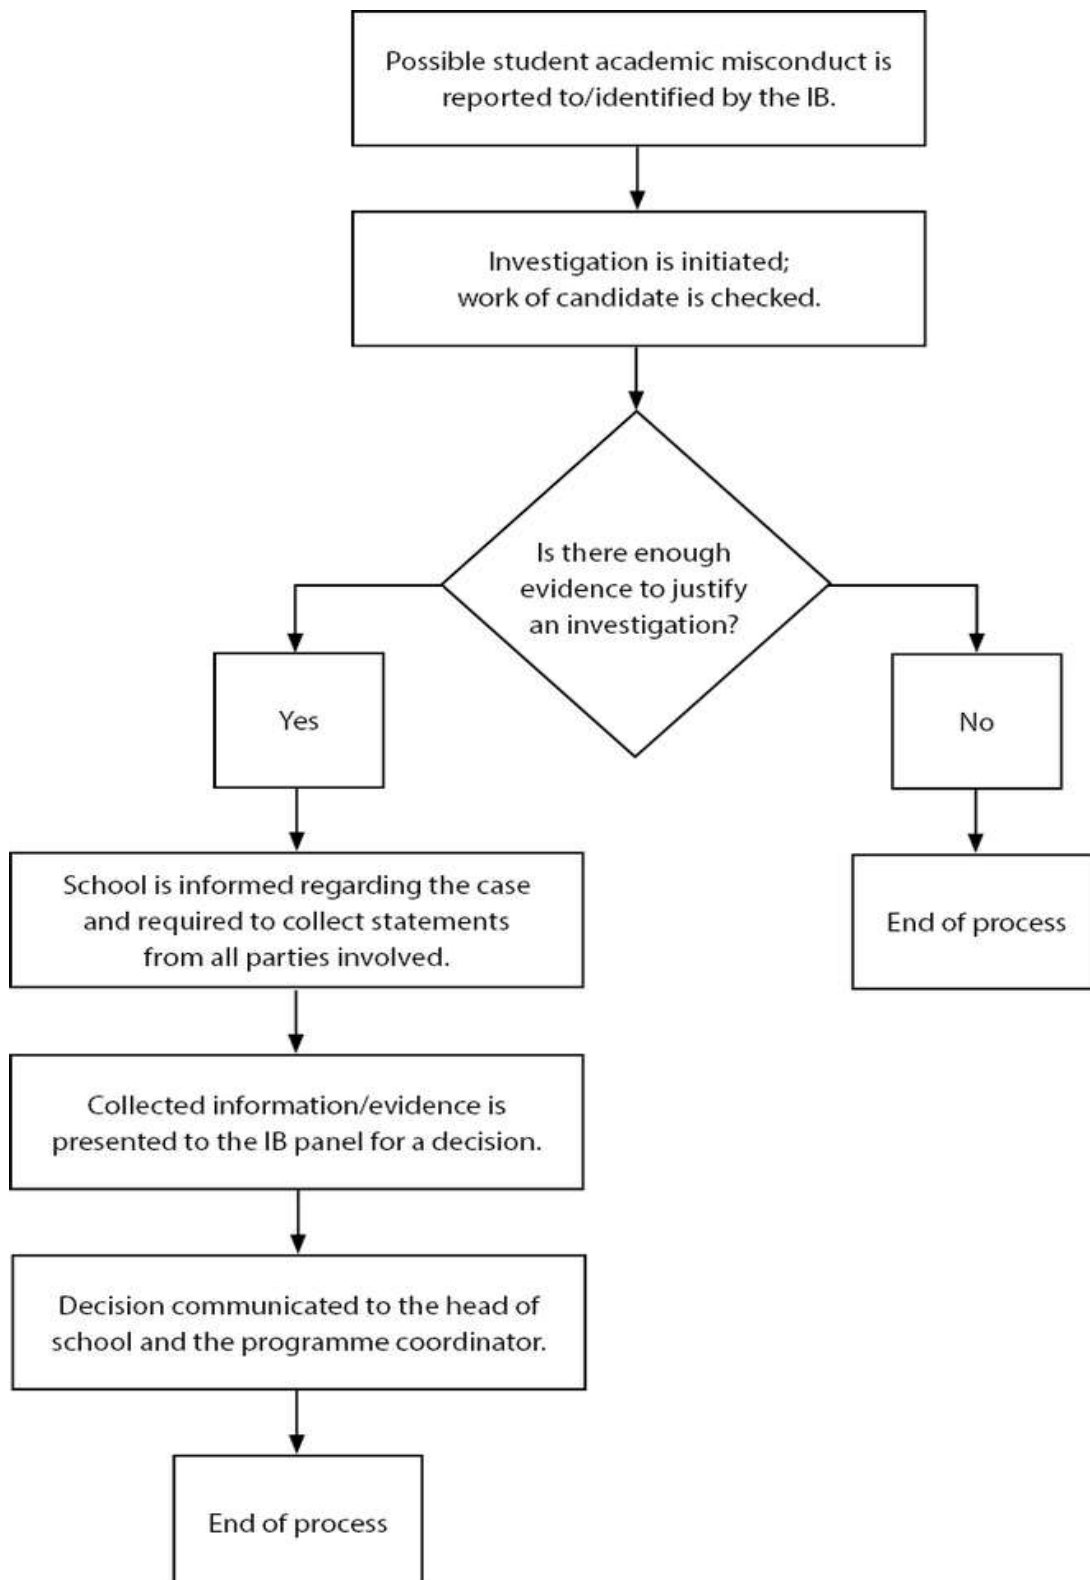 Possible student academic misconduct is
reported to/identified by the IB.
Investigation is initiated;
work of candidate is checked.
Is there enough
evidence to justify
an investigation?
Yes
No
School is informed regarding the case
and required to collect statements
from all parties involved.
End of process
Collected information/evidence is
presented to the IB panel for a decision.
Decision communicated to the head of
school and the programme coordinator.
End of process